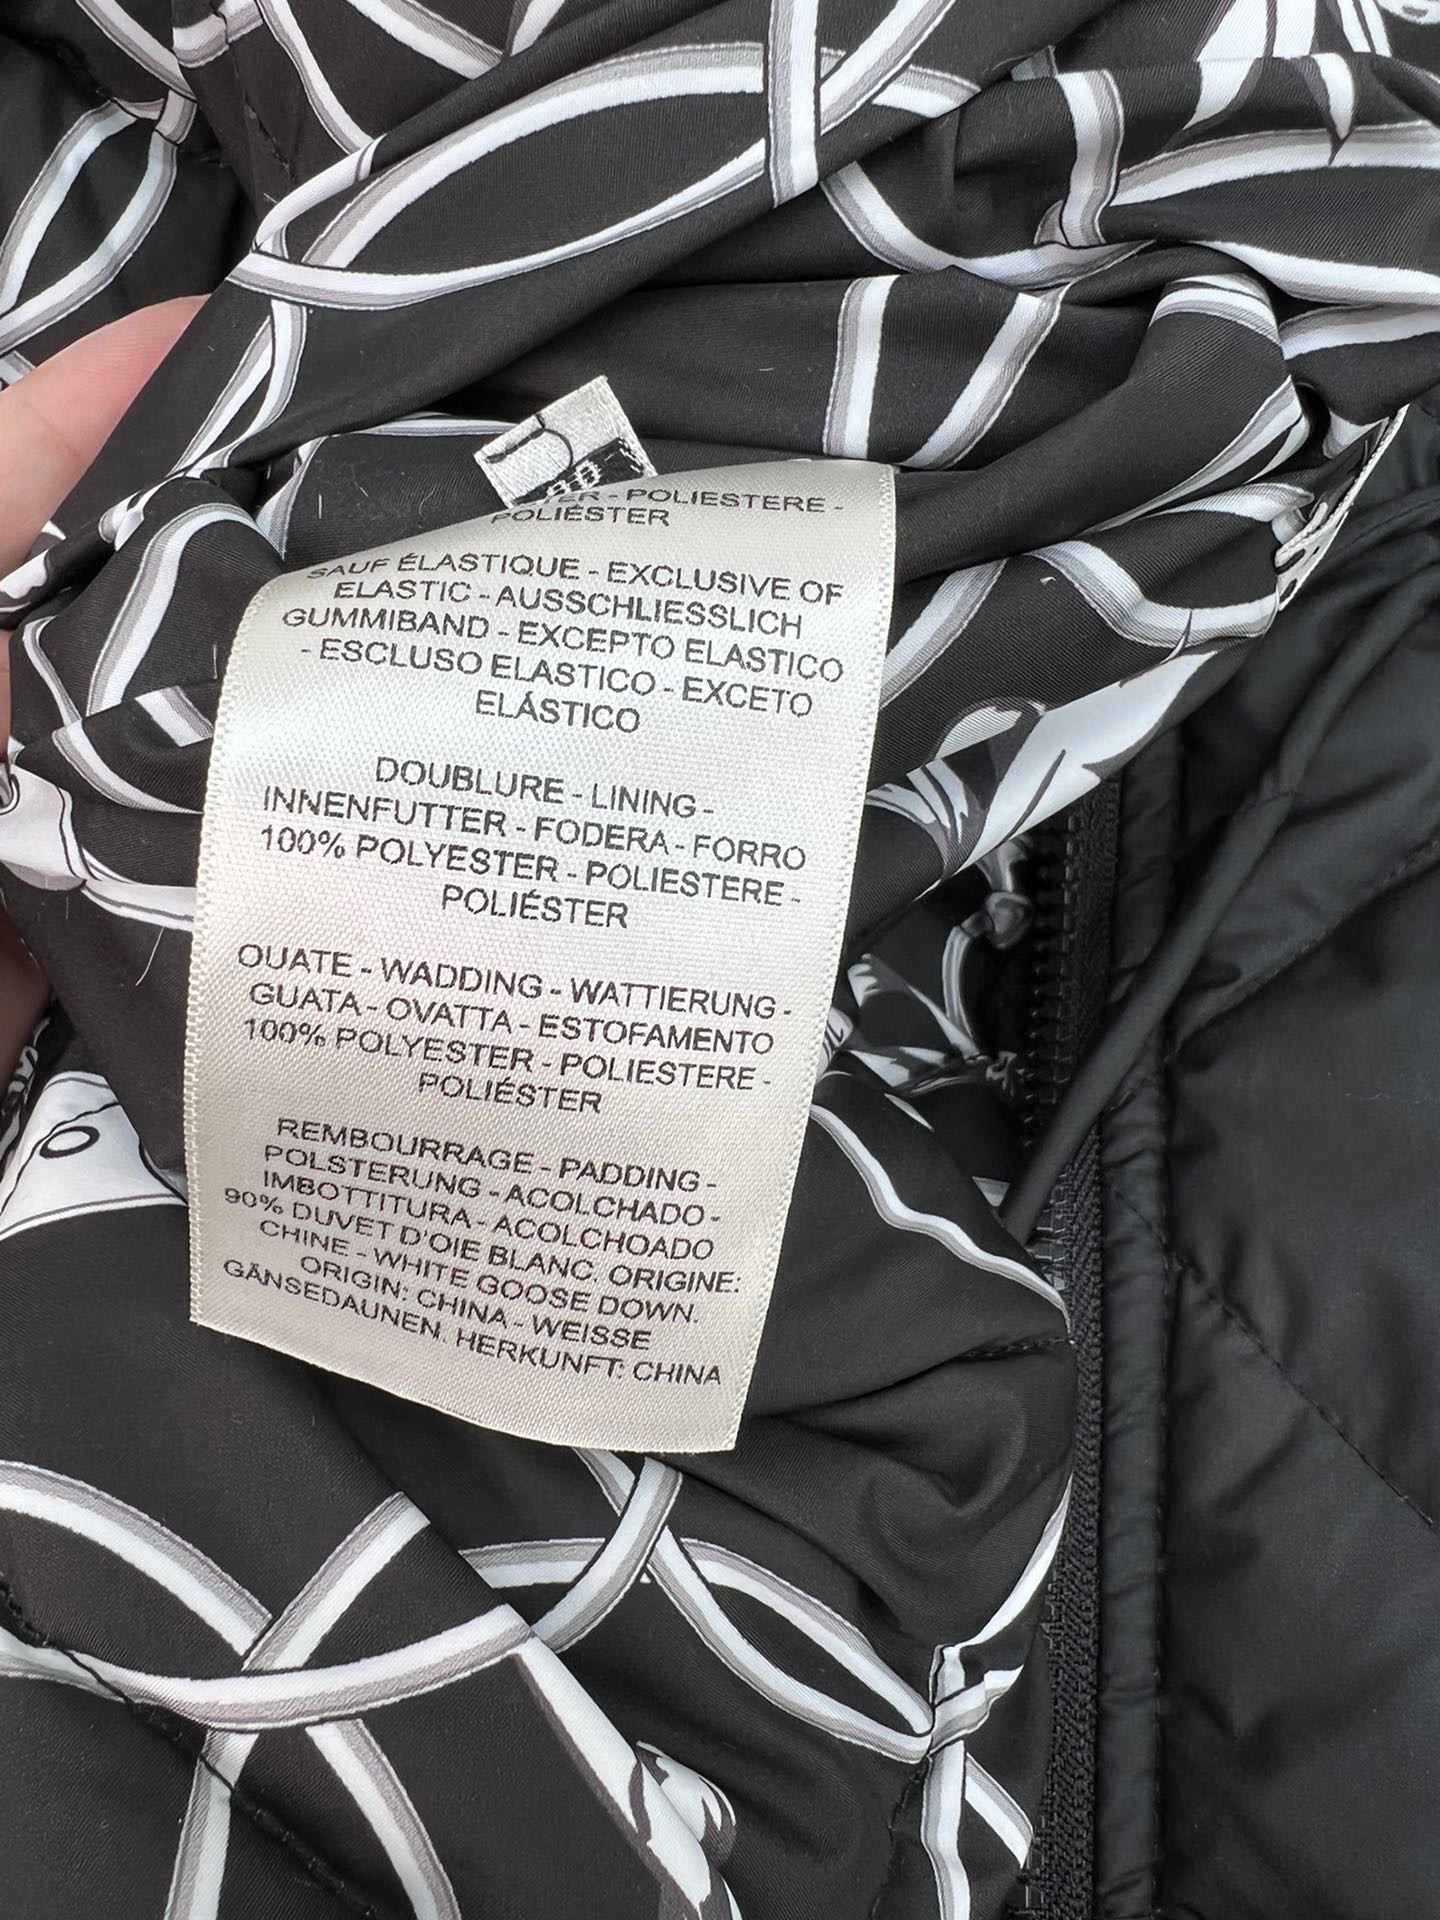 - POLIESTERE -
POLIÉSTER
SAUF ÉLASTIQUE - EXCLUSIVE OF
ELASTIC - AUSSCHLIESSLICH
GUMMIBAND - EXCEPTO ELASTICO
- ESCLUSO ELASTICO - EXCETO
ELÁSTICO
DOUBLURE - LINING -
INNENFUTTER - FODERA - FORRO
100% POLYESTER - POLIESTERE -
POLIÉSTER
OUATE - WADDING - WATTIERUNG -
GUATA - OVATTA - ESTOFAMENTO
100% POLYESTER - POLIESTERE -
POLIÉSTER
REMBOURRAGE - PADDING -
POLSTERUNG - ACOLCHADO -
IMBOTTITURA - ACOLCHOADO
90% DUVET D'OIE BLANC. ORIGINE:
CHINE - WHITE GOOSE DOWN.
ORIGIN: CHINA - WEISSE
GÄNSEDAUNEN. HERKUNFT: CHINA